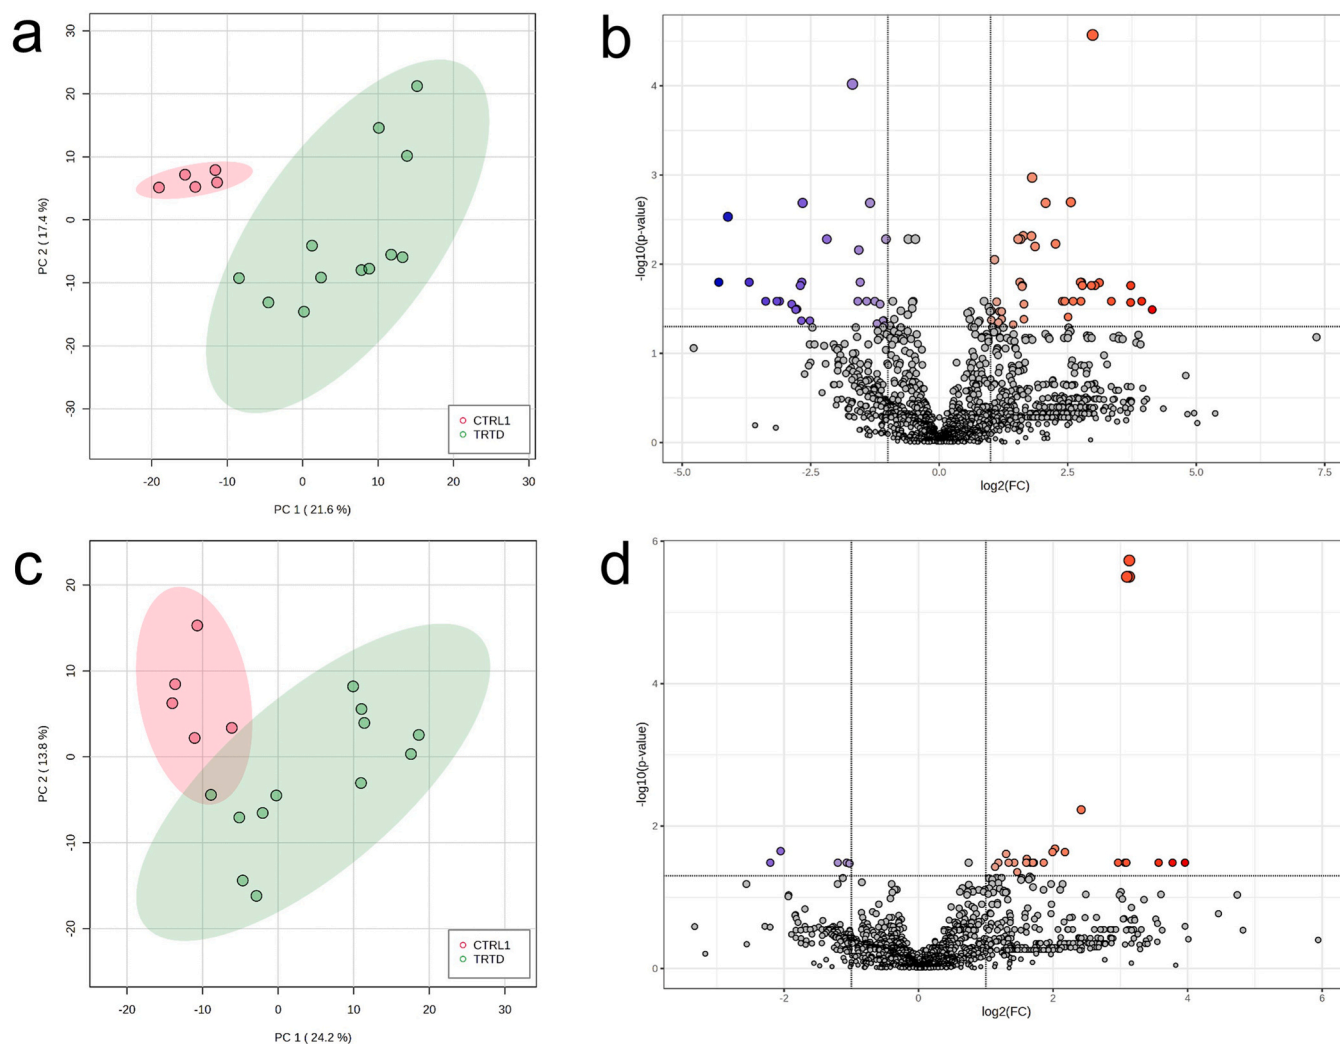 a
30
20
10
0
-10
-20
-30
PC 2 ( 17.4 %)
CTRL1
TRTD
-20
-10
0
10
20
30
PC 1 ( 21.6 %)
b
4
3
2
1
0
-log10(p-value)
-5.0
-2.5
0.0
2.5
5.0
7.5
log2(FC)
c
20
10
0
-10
-20
PC 2 ( 13.8 %)
CTRL1
TRTD
-20
-10
0
10
20
30
PC 1 ( 24.2 %)
d
6
4
2
0
-log10(p-value)
-2
0
2
4
6
log2(FC)